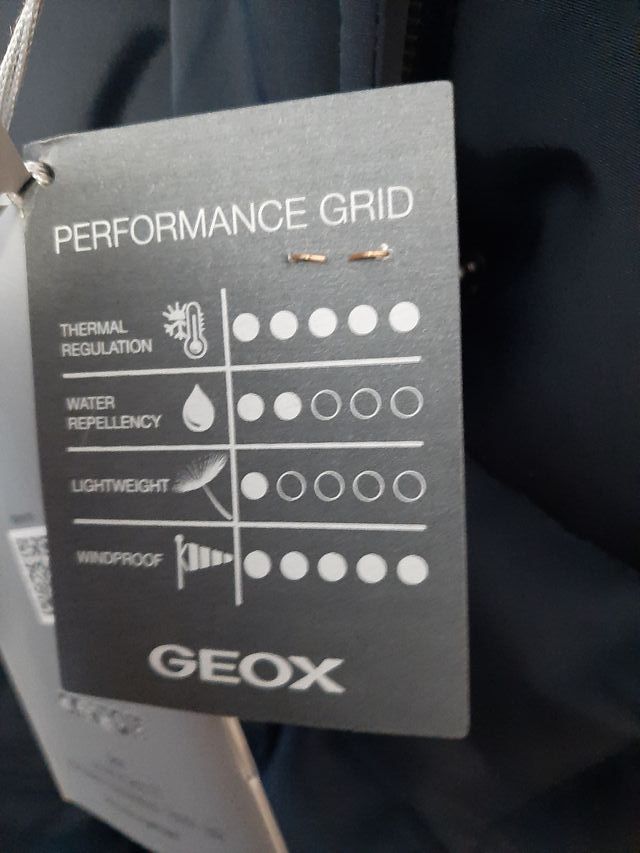 PERFORMANCE GRID
THERMAL
REGULATION
WATER
REPELLENCY
LIGHTWEIGHT
WINDPROOF
GEOX